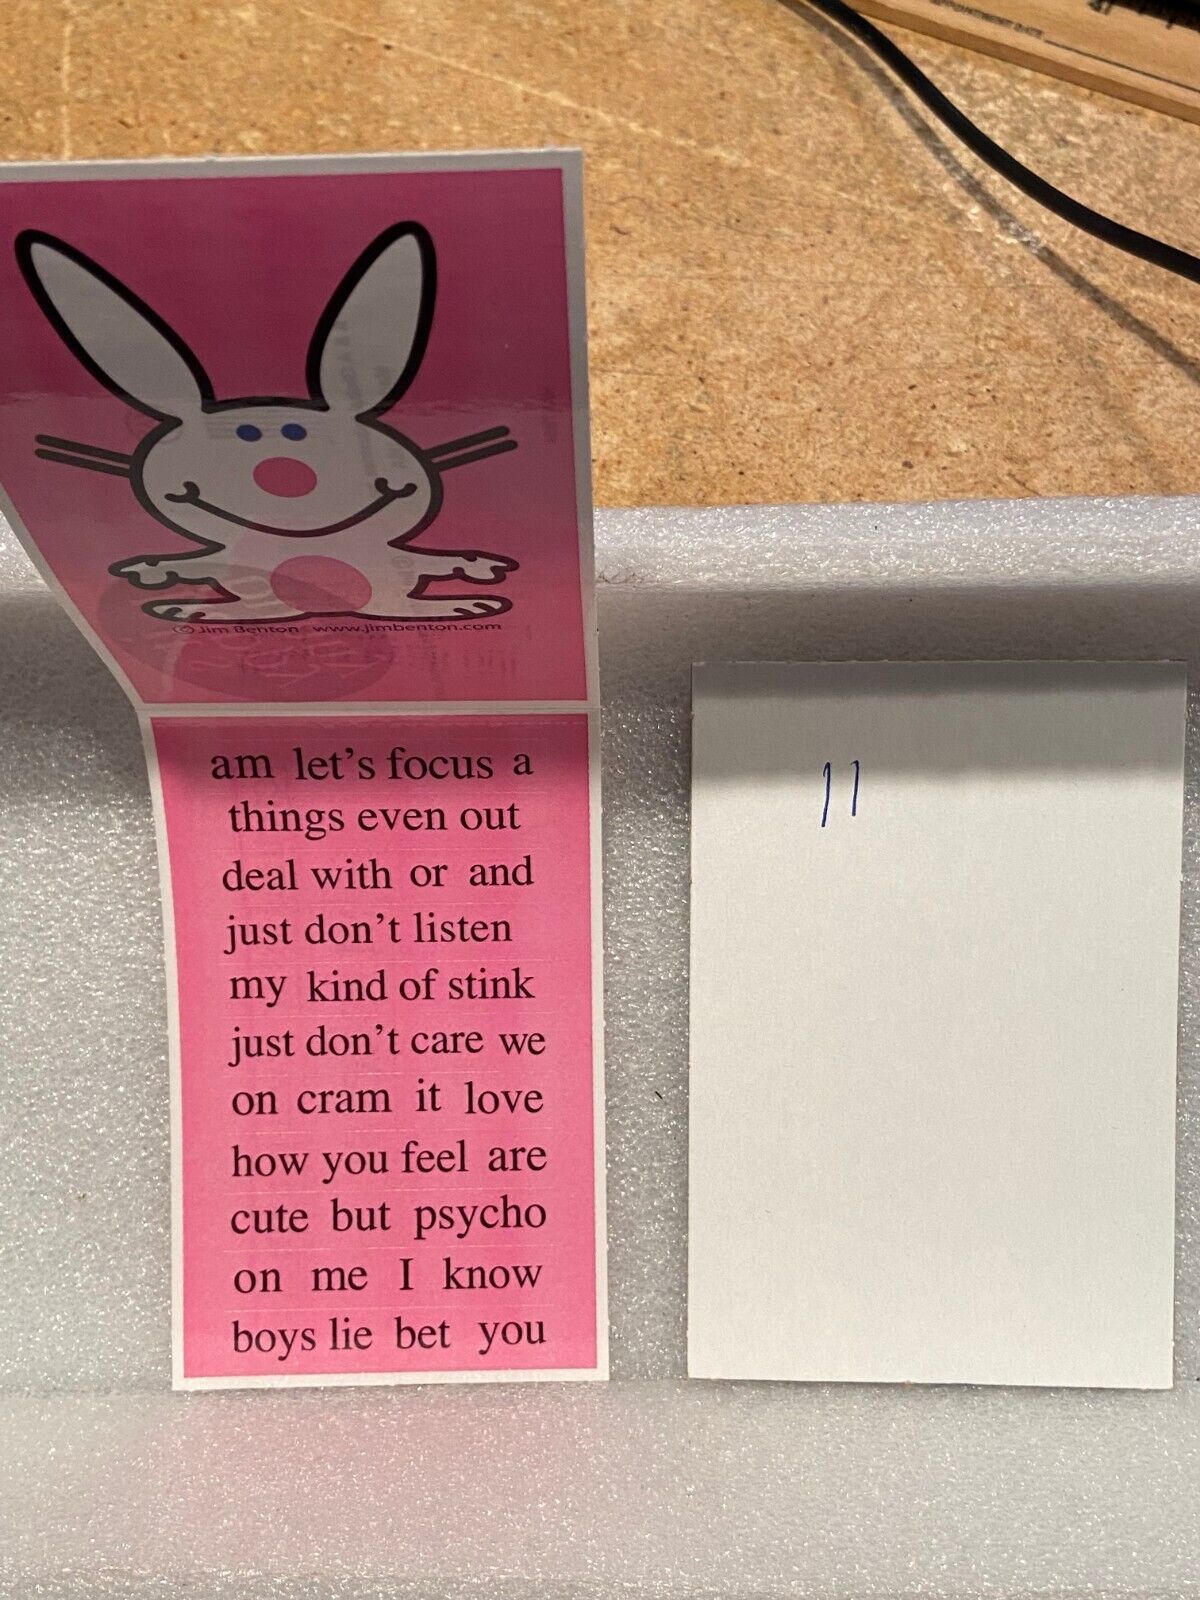 © Jim Benton www.jimbenton.com
am let's focus a
things even out
deal with or and
just don't listen
my kind of stink
just don't care we
on cram it love
how you feel are
cute but psycho
on me I know
boys lie bet you
11